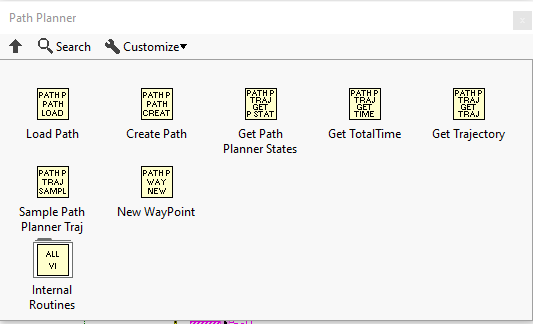 Path Planner
x
Search
Customize
PATH P
PATH
LOAD
PATH P
PATH
CREAT
PATH P
TRAJ
GET
P STAT
PATH P
TRAJ
GET
TIME
PATH P
TRAJ
GET
TRAJ
Load Path
Create Path
Get Path
Planner States
Get TotalTime
Get Trajectory
PATH P
TRAJ
SAMPL
PATH P
WAY
NEW
Sample Path
Planner Traj
New WayPoint
ALL
VI
Internal
Routines